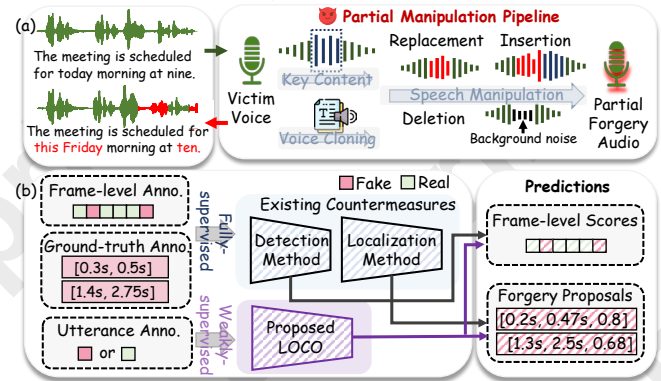 (a)
The meeting is scheduled
for today morning at nine.
The meeting is scheduled for
this Friday morning at ten.
Partial Manipulation Pipeline
Victim
Voice
Key Content
Voice Cloning
Replacement
Insertion
Speech Manipulation
Deletion
Background noise
Partial
Forgery
Audio
(b)
Frame-level Anno.
Ground-truth Anno
[0.3s, 0.5s]
[1.4s, 2.75s]
Utterance Anno.
or
Fully-
supervised
Weakly-
supervised
Fake
Real
Existing Countermeasures
Detection
Method
Localization
Method
Proposed
LOCO
Predictions
Frame-level Scores
Forgery Proposals
[0.2s, 0.47s, 0.8]
[1.3s, 2.5s, 0.68]